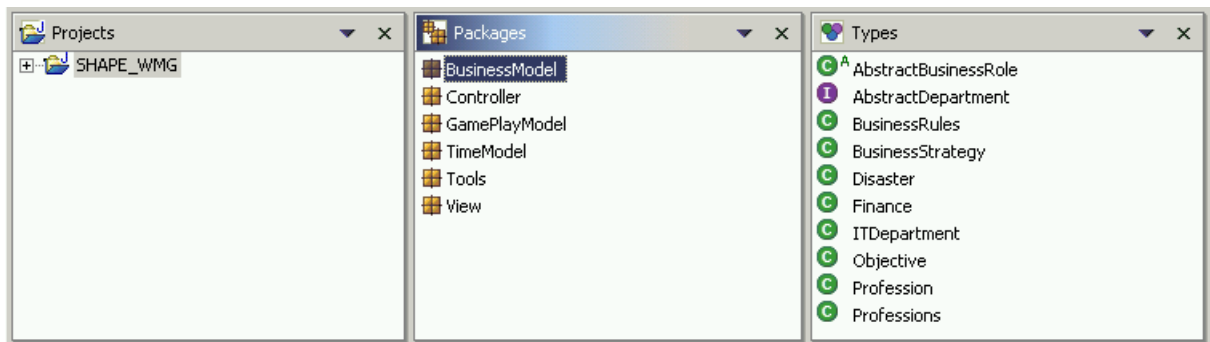 Projects
SHAPE_WMG
Packages
BusinessModel
Controller
GamePlayModel
TimeModel
Tools
View
Types
C A AbstractBusinessRole
I AbstractDepartment
C BusinessRules
C BusinessStrategy
C Disaster
C Finance
C ITDepartment
C Objective
C Profession
C Professions